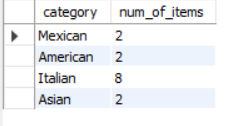 category num_of_items
Mexican 2
American 2
Italian 8
Asian 2